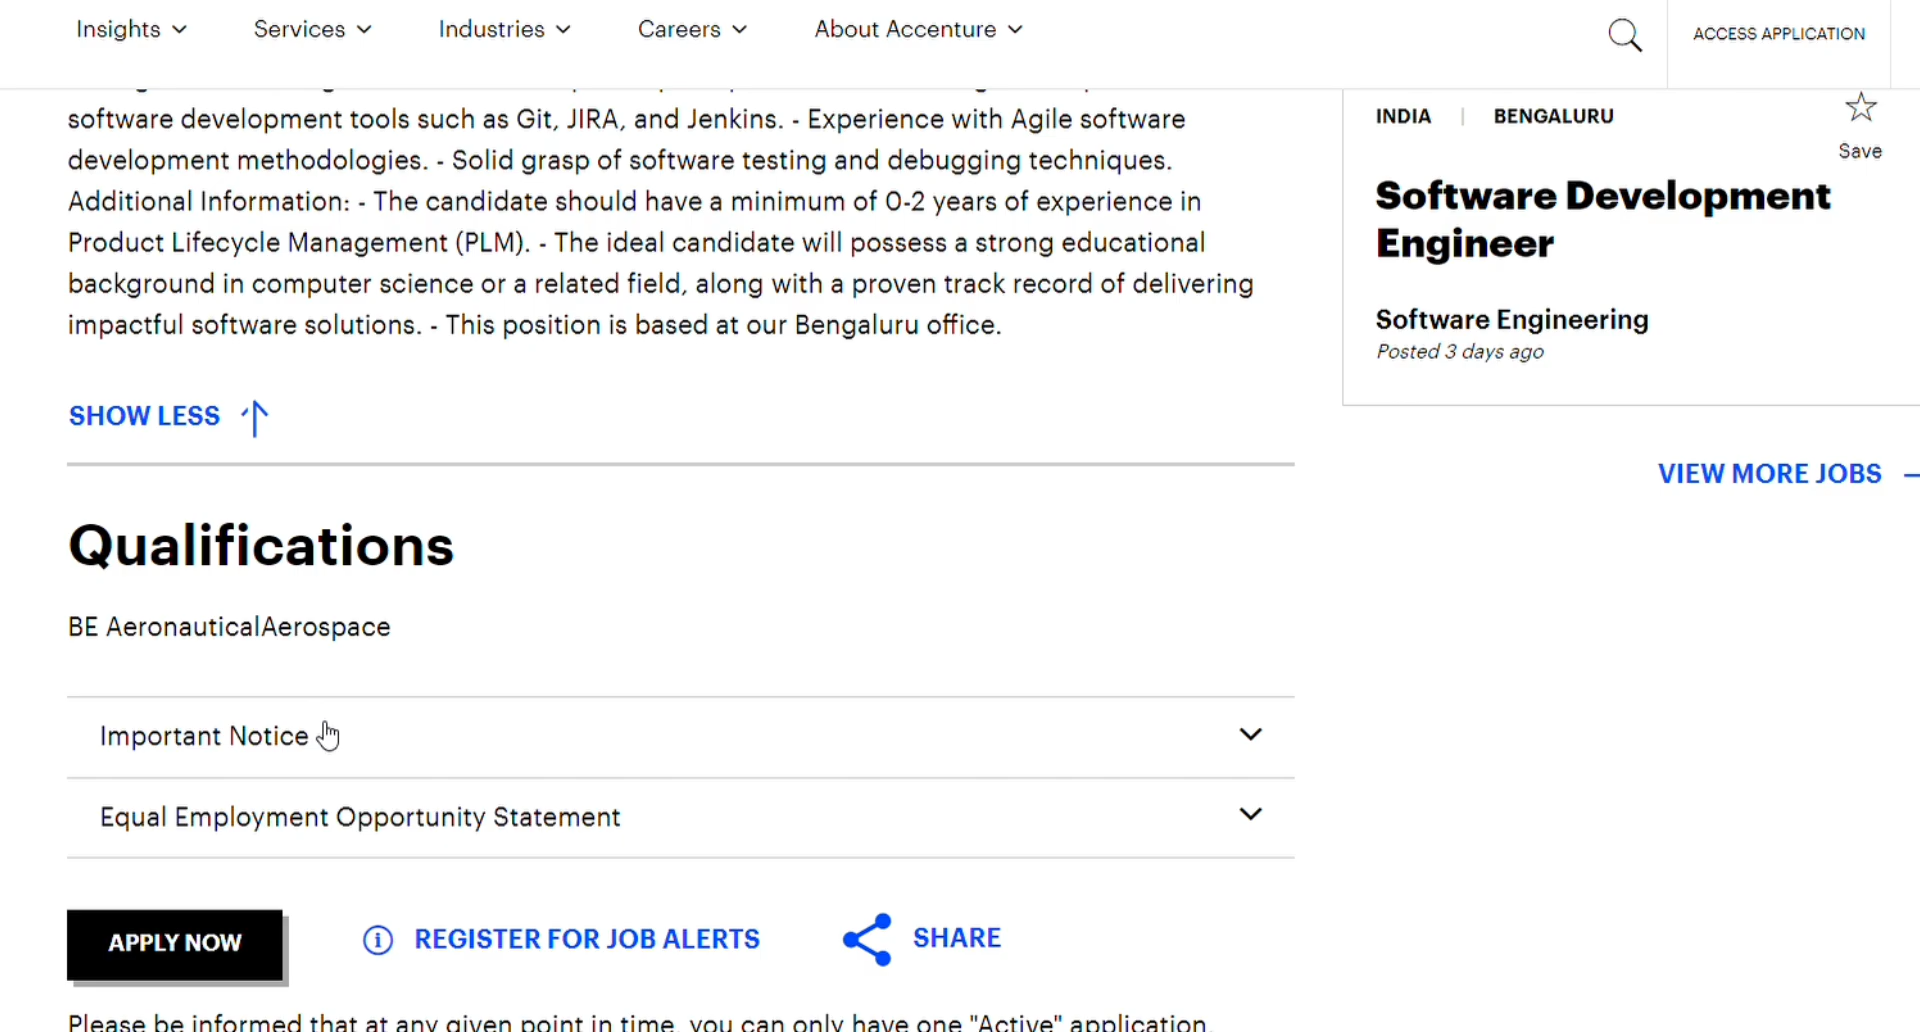 Insights
Services
Industries
Careers
About Accenture
ACCESS APPLICATION
software development tools such as Git, JIRA, and Jenkins. - Experience with Agile software
development methodologies. - Solid grasp of software testing and debugging techniques.
Additional Information: - The candidate should have a minimum of 0-2 years of experience in
Product Lifecycle Management (PLM). - The ideal candidate will possess a strong educational
background in computer science or a related field, along with a proven track record of delivering
impactful software solutions. - This position is based at our Bengaluru office.
SHOW LESS
Qualifications
BE AeronauticalAerospace
Important Notice
Equal Employment Opportunity Statement
APPLY NOW
REGISTER FOR JOB ALERTS
SHARE
Please be informed that at any given point in time, you can only have one "Active" application.
INDIA | BENGALURU
Save
Software Development
Engineer
Software Engineering
Posted 3 days ago
VIEW MORE JOBS